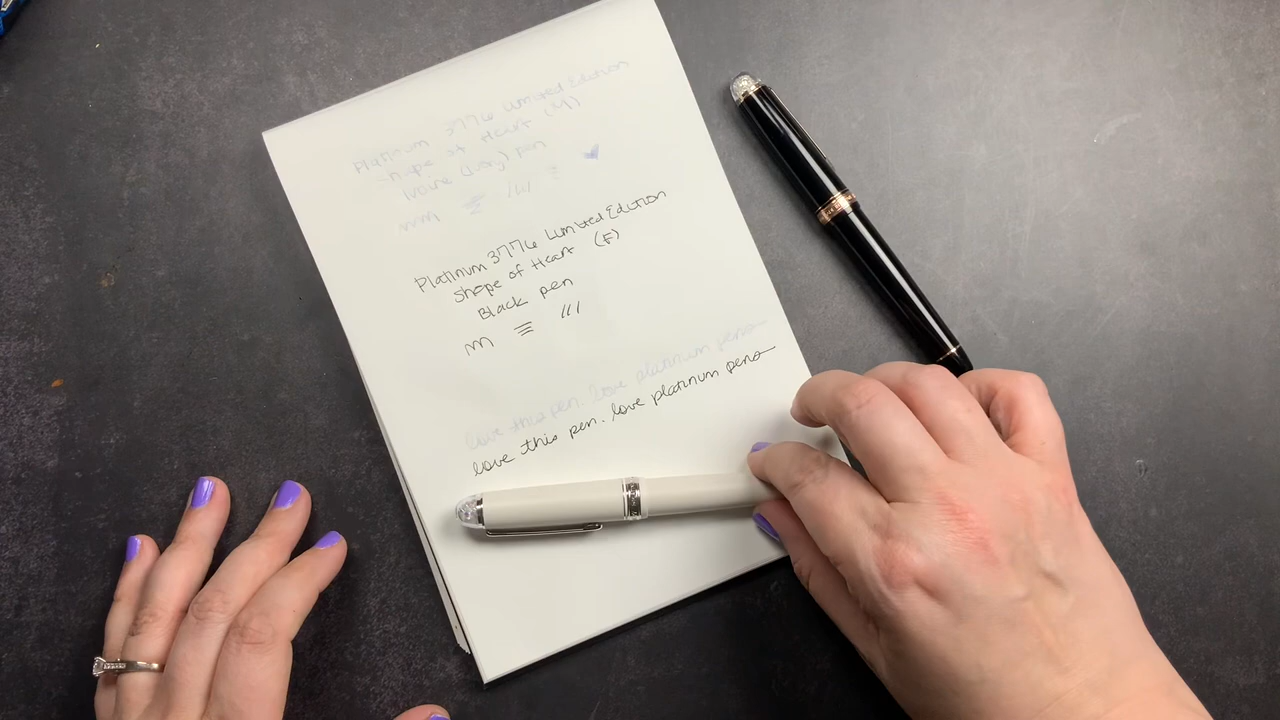 Platinum 3776 Limited Edition
Shape of Heart (M)
Ivoire (Ivory) pen
Platinum 3776 Limited Edition
Shape of Heart (F)
Black pen
love this pen. love platinum pens
love this pen. love platinum pens